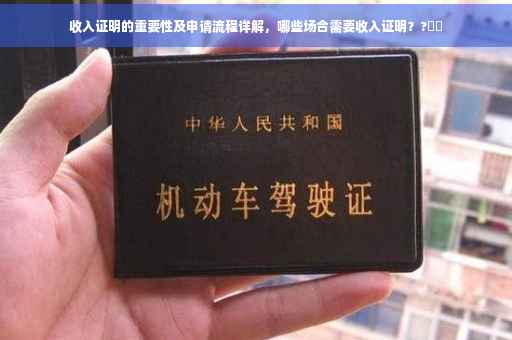 收入证明的重要性及申请流程详解，哪些场合需要收入证明？?
中华人民共和国
机动车驾驶证